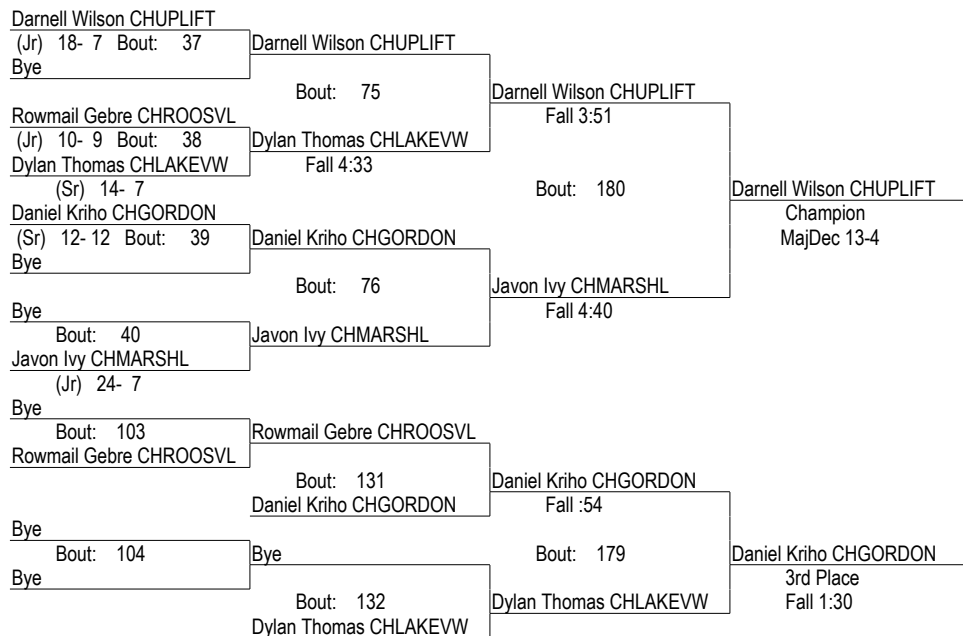 Darnell Wilson CHUPLIFT
(Jr) 18- 7 Bout: 37 Darnell Wilson CHUPLIFT
Bye
Bout: 75 Darnell Wilson CHUPLIFT
Rowmail Gebre CHROOSVL Fall 3:51
(Jr) 10- 9 Bout: 38 Dylan Thomas CHLAKEVW
Dylan Thomas CHLAKEVW Fall 4:33
(Sr) 14- 7 Bout: 180 Darnell Wilson CHUPLIFT
Daniel Kriho CHGORDON Champion
(Sr) 12- 12 Bout: 39 Daniel Kriho CHGORDON MajDec 13-4
Bye
Bout: 76 Javon Ivy CHMARSHL
Bye Fall 4:40
Bout: 40 Javon Ivy CHMARSHL
Javon Ivy CHMARSHL
(Jr) 24- 7
Bye
Bout: 103 Rowmail Gebre CHROOSVL
Rowmail Gebre CHROOSVL
Bout: 131 Daniel Kriho CHGORDON
Daniel Kriho CHGORDON Fall :54
Bye
Bout: 104 Bye Bout: 179 Daniel Kriho CHGORDON
Bye 3rd Place
Bout: 132 Dylan Thomas CHLAKEVW Fall 1:30
Dylan Thomas CHLAKEVW